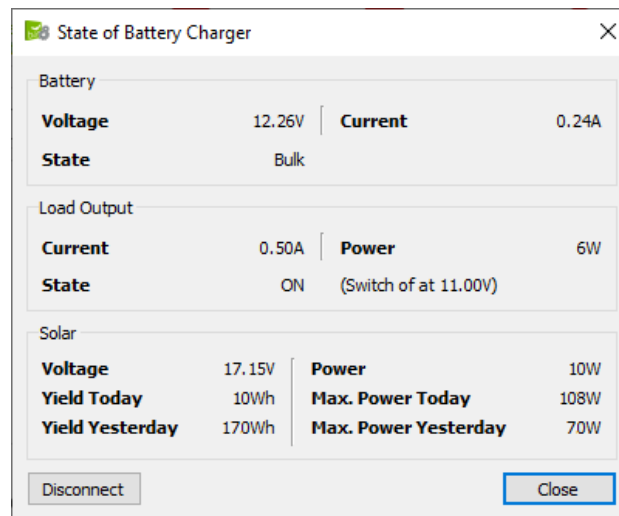 State of Battery Charger
Battery
Voltage 12.26V Current 0.24A
State Bulk
Load Output
Current 0.50A Power 6W
State ON (Switch of at 11.00V)
Solar
Voltage 17.15V Power 10W
Yield Today 10Wh Max. Power Today 108W
Yield Yesterday 170Wh Max. Power Yesterday 70W
Disconnect Close